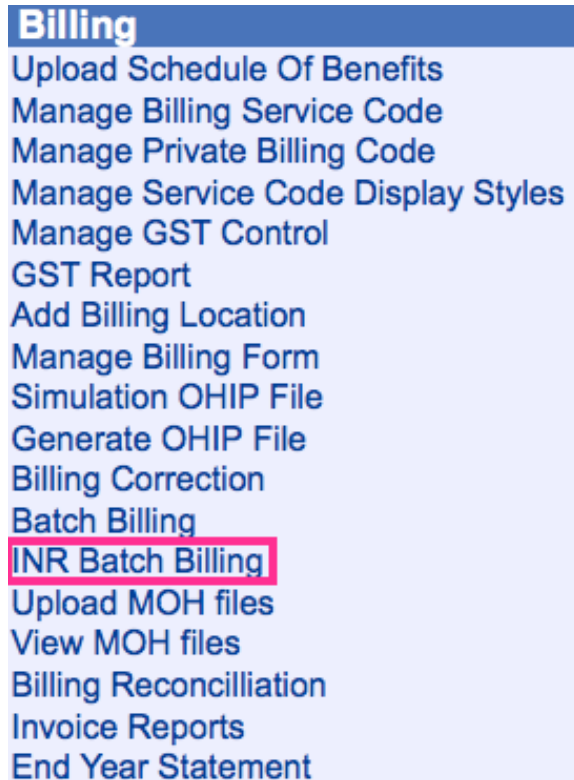 Billing
Upload Schedule Of Benefits
Manage Billing Service Code
Manage Private Billing Code
Manage Service Code Display Styles
Manage GST Control
GST Report
Add Billing Location
Manage Billing Form
Simulation OHIP File
Generate OHIP File
Billing Correction
Batch Billing
INR Batch Billing
Upload MOH files
View MOH files
Billing Reconcilliation
Invoice Reports
End Year Statement